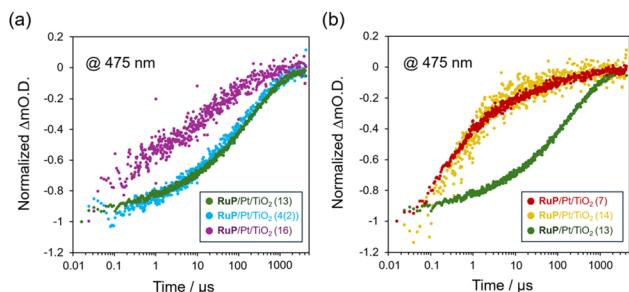 (a)
0.2
0
-0.2
-0.4
-0.6
-0.8
-1
-1.2
Normalized ΔmO.D.
@ 475 nm
RuP/Pt/TiO2 (13)
RuP/Pt/TiO2 (4(2))
RuP/Pt/TiO2 (16)
0.01 0.1 1 10 100 1000
Time / μs
(b)
0.2
0
-0.2
-0.4
-0.6
-0.8
-1
-1.2
Normalized ΔmO.D.
@ 475 nm
RuP/Pt/TiO2 (7)
RuP/Pt/TiO2 (14)
RuP/Pt/TiO2 (13)
0.01 0.1 1 10 100 1000
Time / μs